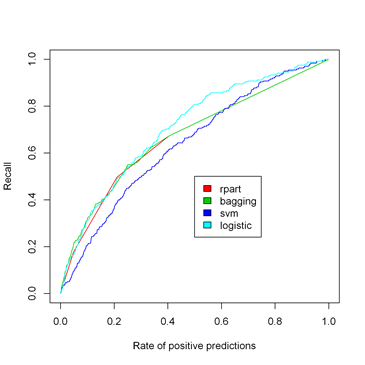 Recall
1.0
0.8
0.6
0.4
0.2
0.0
rpart
bagging
svm
logistic
0.0 0.2 0.4 0.6 0.8 1.0
Rate of positive predictions